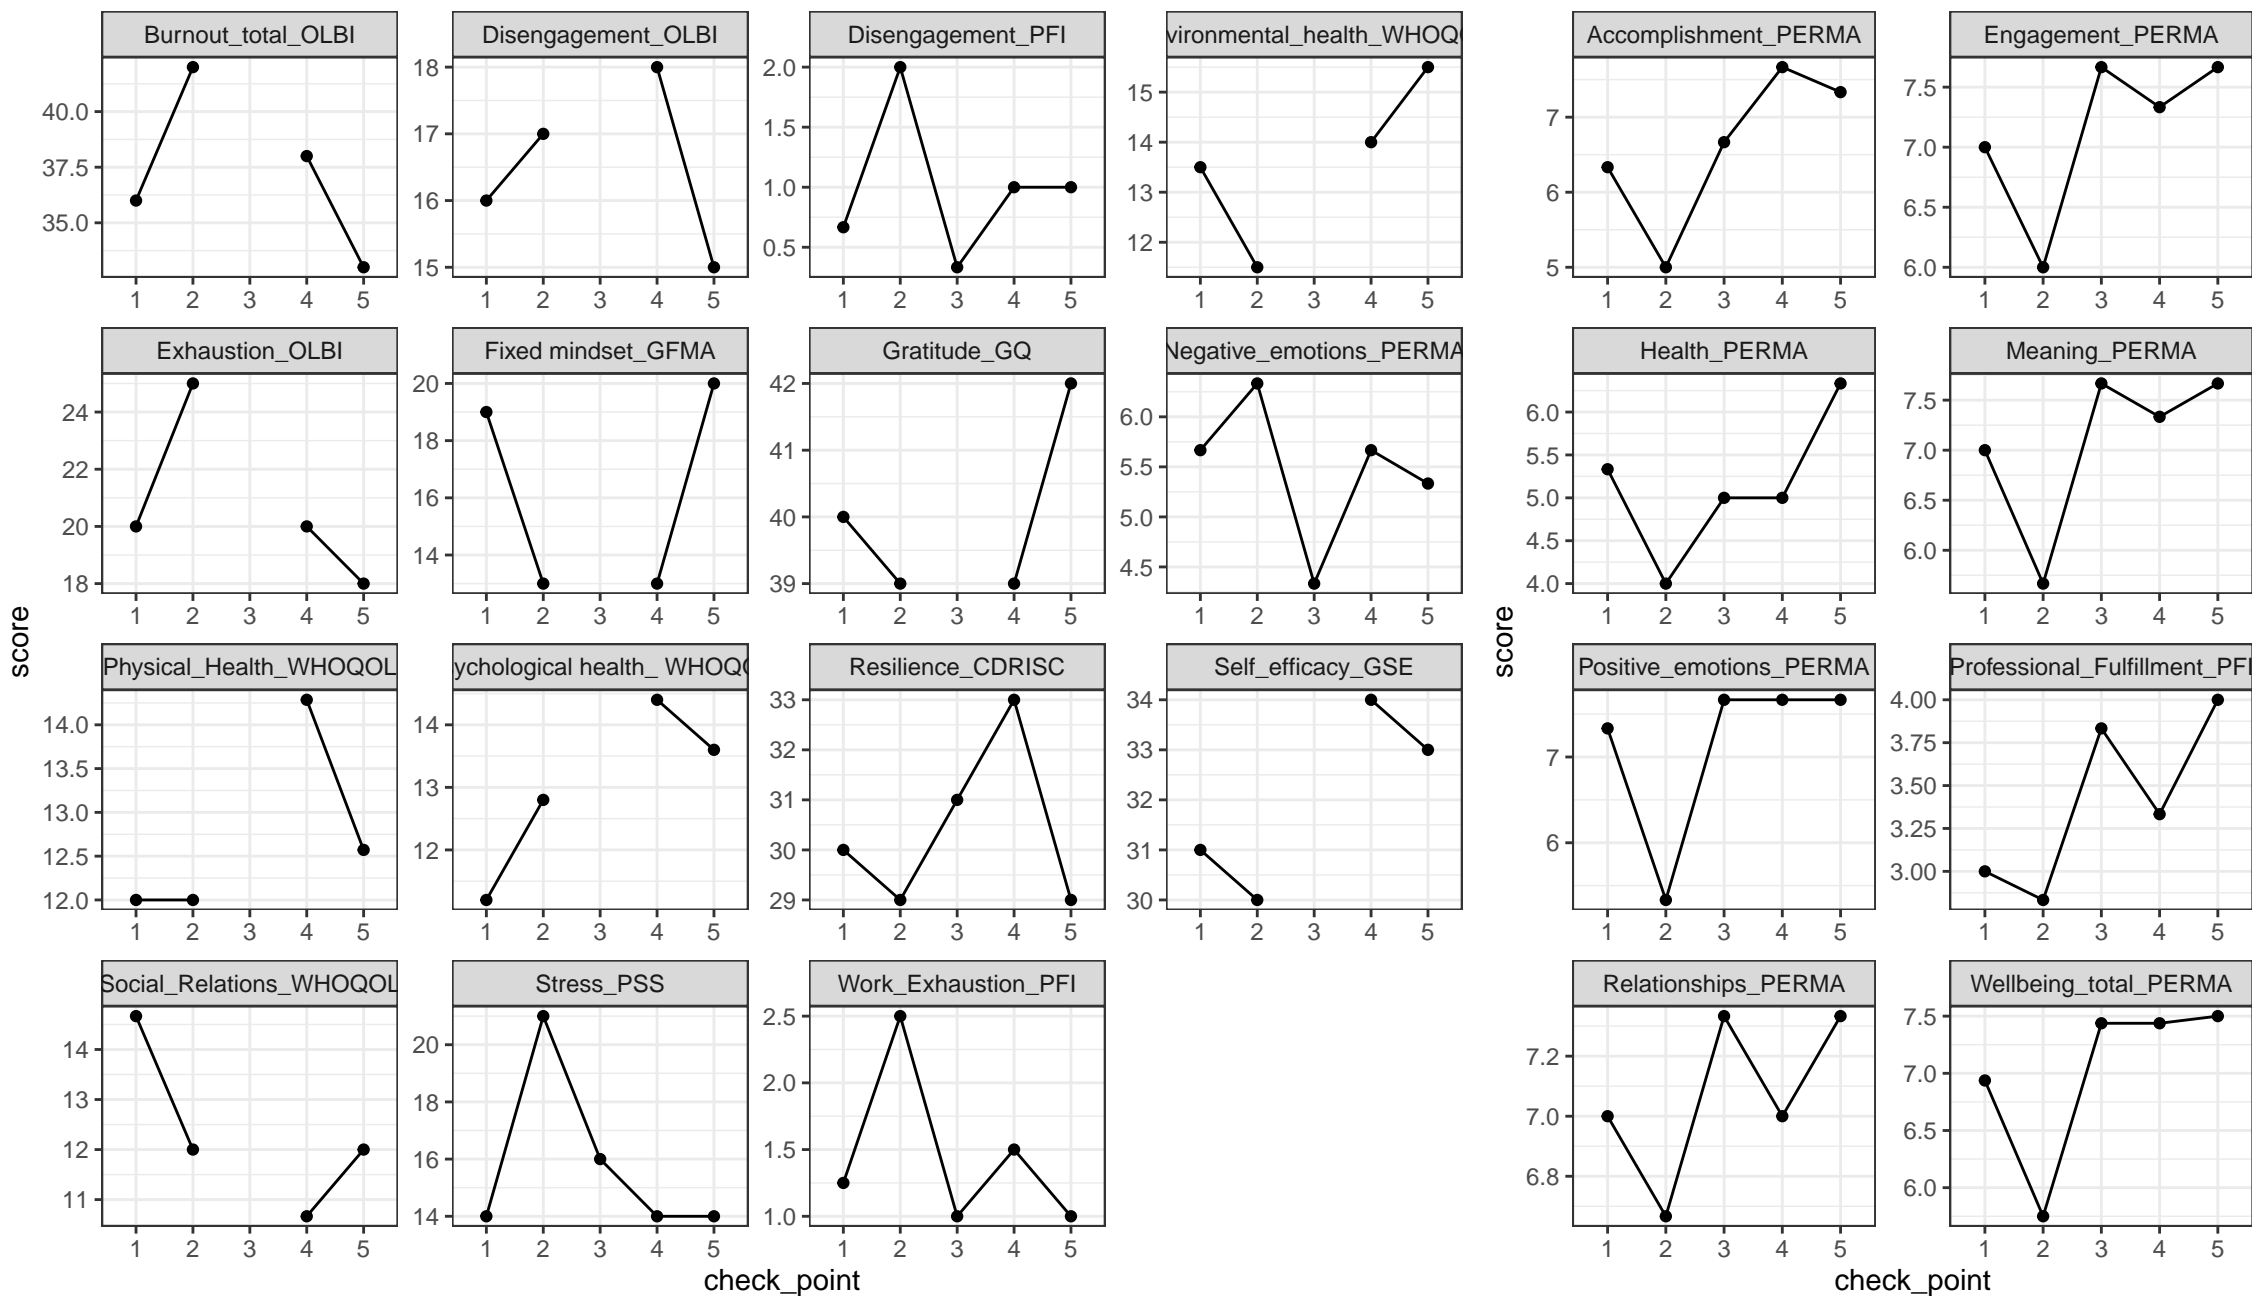 Burnout_total_OLBI
Disengagement_OLBI
Disengagement_PFI
vironmental_health_WHOQ
Accomplishment_PERMA
Engagement_PERMA
40.0
37.5
35.0
1 2 3 4 5
18
17
16
15
1 2 3 4 5
2.0
1.5
1.0
0.5
1 2 3 4 5
15
14
13
12
1 2 3 4 5
7
6
5
1 2 3 4 5
7.5
7.0
6.5
6.0
1 2 3 4 5
Exhaustion_OLBI
Fixed mindset_GFMA
Gratitude_GQ
Negative_emotions_PERMA
Health_PERMA
Meaning_PERMA
24
22
20
18
1 2 3 4 5
20
18
16
14
1 2 3 4 5
42
41
40
39
1 2 3 4 5
6.0
5.5
5.0
4.5
1 2 3 4 5
6.0
5.5
5.0
4.5
4.0
1 2 3 4 5
7.5
7.0
6.5
6.0
1 2 3 4 5
Physical_Health_WHOQOL
ychological health_ WHOQ
Resilience_CDRISC
Self_efficacy_GSE
Positive_emotions_PERMA
Professional_Fulfillment_PFI
14.0
13.5
13.0
12.5
12.0
1 2 3 4 5
14
13
12
1 2 3 4 5
33
32
31
30
29
1 2 3 4 5
34
33
32
31
30
1 2 3 4 5
7
6
1 2 3 4 5
4.00
3.75
3.50
3.25
3.00
1 2 3 4 5
Social_Relations_WHOQOL
Stress_PSS
Work_Exhaustion_PFI
Relationships_PERMA
Wellbeing_total_PERMA
14
13
12
11
1 2 3 4 5
20
18
16
14
1 2 3 4 5
2.5
2.0
1.5
1.0
1 2 3 4 5
7.2
7.0
6.8
1 2 3 4 5
7.5
7.0
6.5
6.0
1 2 3 4 5
score
score
check_point
check_point